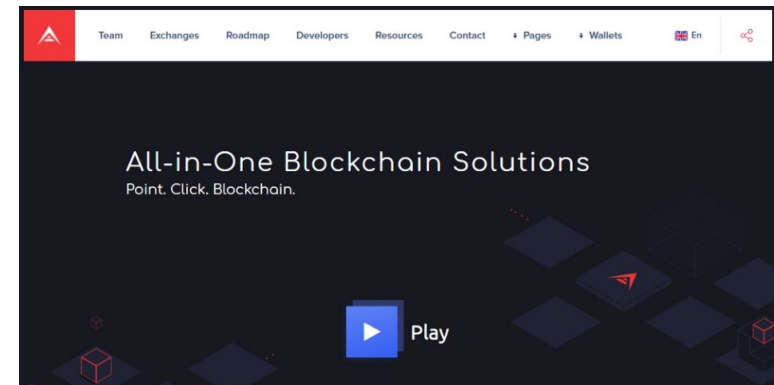 Team Exchanges Roadmap Developers Resources Contact Pages Wallets En
All-in-One Blockchain Solutions
Point. Click. Blockchain.
Play